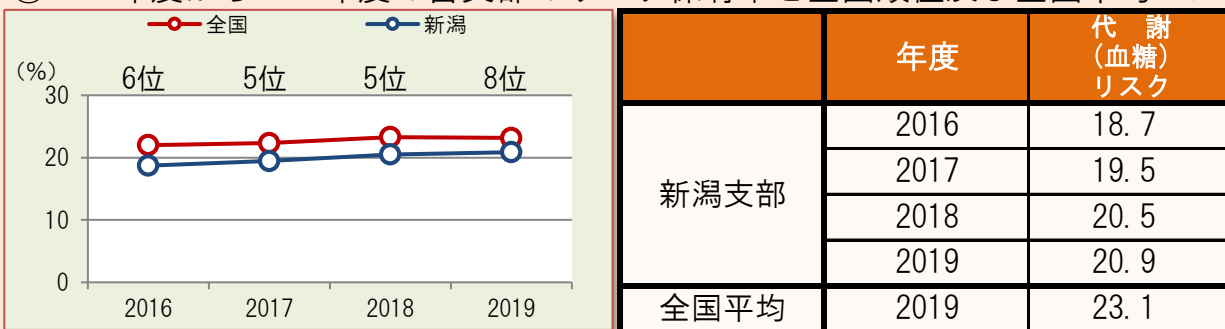 全国 新潟
(%) 6位 5位 5位 8位
30
20
10
0
2016 2017 2018 2019
年度 代 謝
(血糖)
リスク
新潟支部
2016 18.7
2017 19.5
2018 20.5
2019 20.9
全国平均 2019 23.1